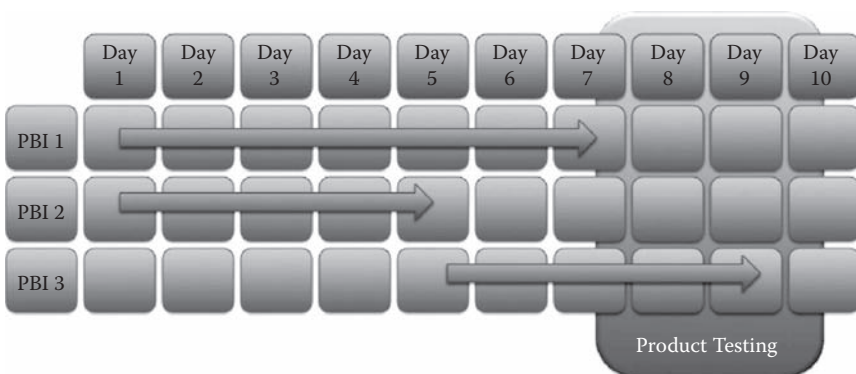 Day
1
Day
2
Day
3
Day
4
Day
5
Day
6
Day
7
Day
8
Day
9
Day
10
PBI 1
PBI 2
PBI 3
Product Testing